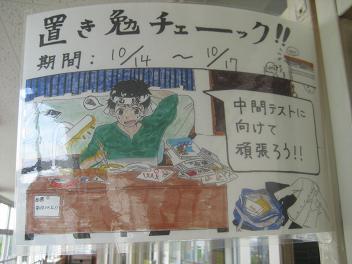 置き勉チェーック!!
期間：10/14 〜 10/17
中間テストに
向けて
頑張ろう!!